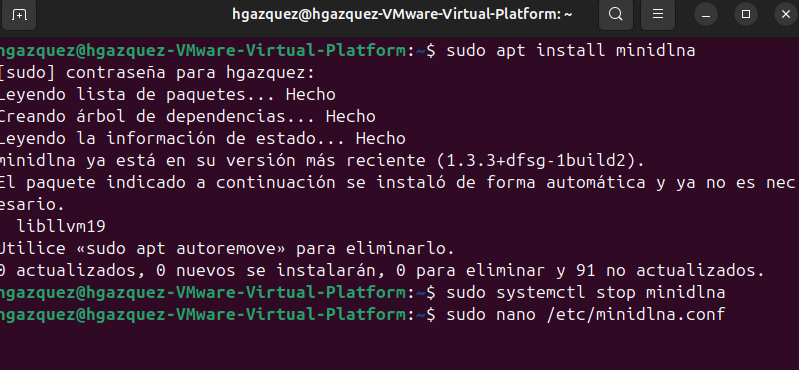 hgazquez@hgazquez-VMware-Virtual-Platform: ~
hgazquez@hgazquez-VMware-Virtual-Platform:~$ sudo apt install minidlna
[sudo] contraseña para hgazquez:
Leyendo lista de paquetes... Hecho
Creando árbol de dependencias... Hecho
Leyendo la información de estado... Hecho
minidlna ya está en su versión más reciente (1.3.3+dfsg-1build2).
El paquete indicado a continuación se instaló de forma automática y ya no es nec
esario.
  libllvm19
Utilice «sudo apt autoremove» para eliminarlo.
0 actualizados, 0 nuevos se instalarán, 0 para eliminar y 91 no actualizados.
hgazquez@hgazquez-VMware-Virtual-Platform:~$ sudo systemctl stop minidlna
hgazquez@hgazquez-VMware-Virtual-Platform:~$ sudo nano /etc/minidlna.conf